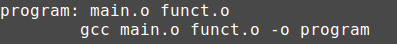 program: main.o funct.o
        gcc main.o funct.o -o program